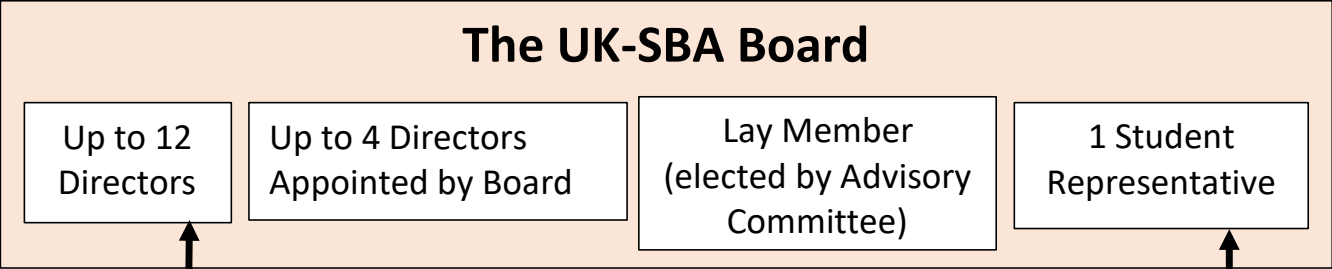 The UK-SBA Board
Up to 12
Directors
Up to 4 Directors
Appointed by Board
Lay Member
(elected by Advisory
Committee)
1 Student
Representative